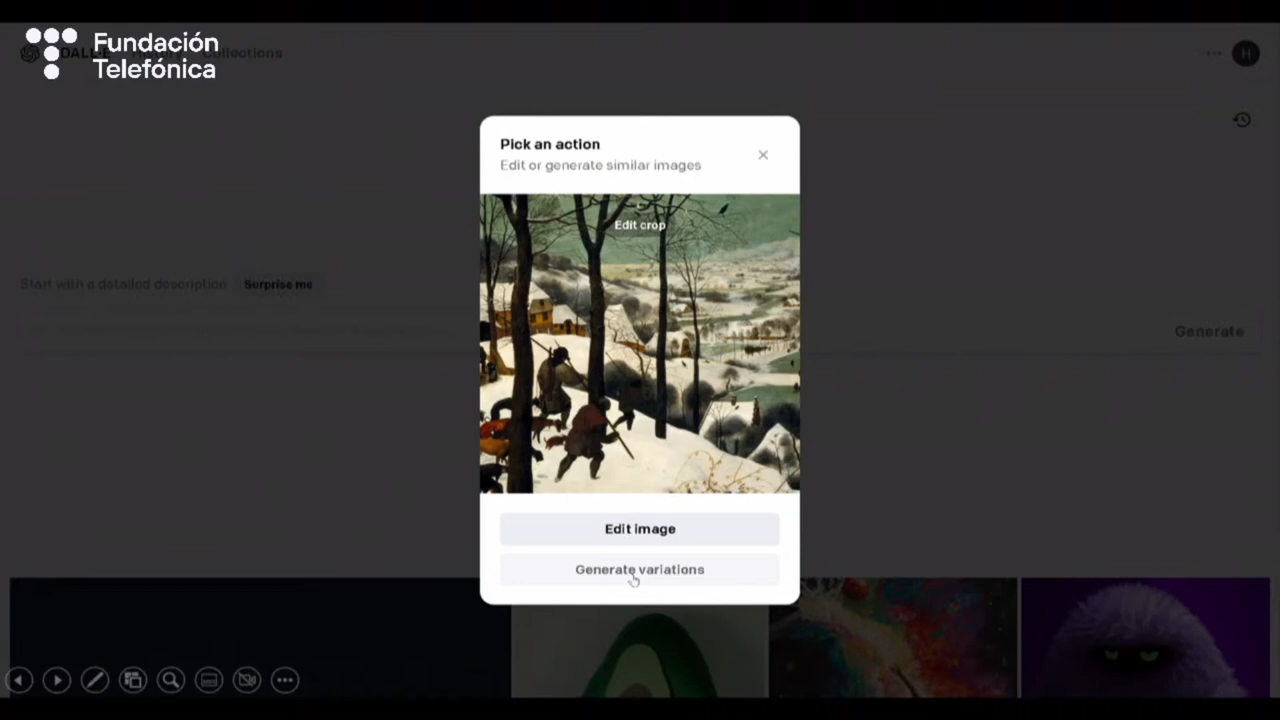 Fundación
Telefónica
Collections
H
Pick an action
Edit or generate similar images
Edit crop
Start with a detailed description
Surprise me
Generate
Edit image
Generate variations